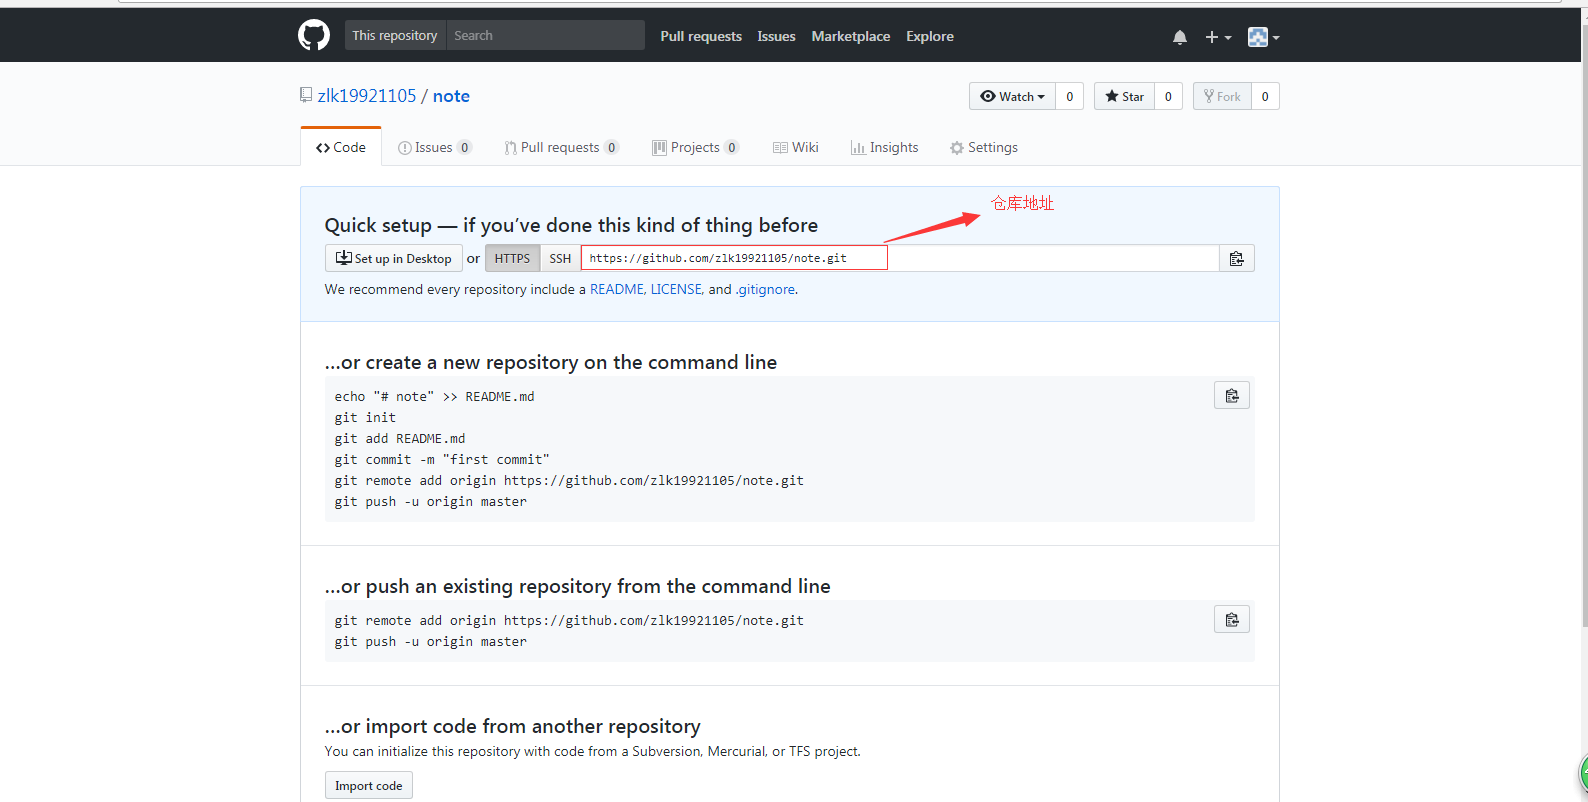 This repository Search Pull requests Issues Marketplace Explore
zlk19921105 / note Watch 0 Star 0 Fork 0
Code Issues 0 Pull requests 0 Projects 0 Wiki Insights Settings
仓库地址
Quick setup — if you’ve done this kind of thing before
Set up in Desktop or HTTPS SSH https://github.com/zlk19921105/note.git
We recommend every repository include a README, LICENSE, and .gitignore.
…or create a new repository on the command line
echo "# note" >> README.md
git init
git add README.md
git commit -m "first commit"
git remote add origin https://github.com/zlk19921105/note.git
git push -u origin master
…or push an existing repository from the command line
git remote add origin https://github.com/zlk19921105/note.git
git push -u origin master
…or import code from another repository
You can initialize this repository with code from a Subversion, Mercurial, or TFS project.
Import code